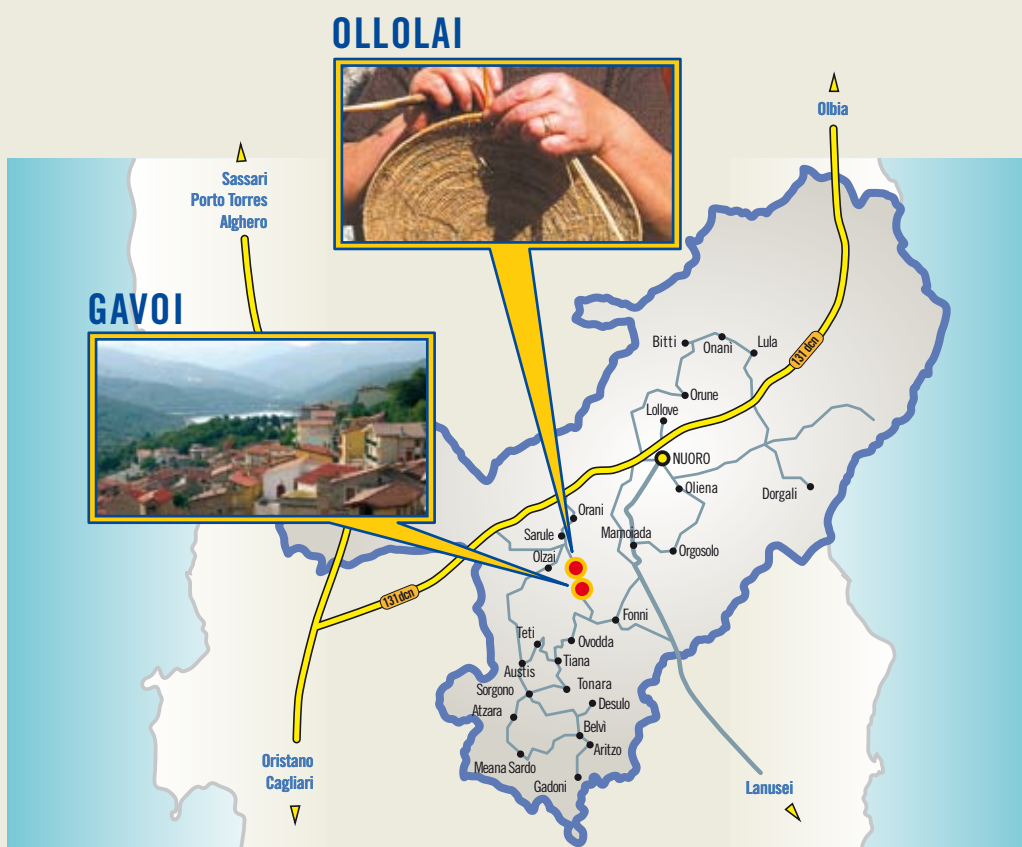 OLLOLAI
Olbia
Sassari
Porto Torres
Alghero
GAVOI
Bitti
Onani
Lula
131 dcn
Orune
Lollove
NUORO
Oliena
Dorgali
Orani
Sarule
Mamoiada
Orgosolo
Olzai
131dcn
Fonni
Teti
Ovodda
Tiana
Austis
Sorgono
Tonara
Desulo
Atzara
Belvì
Aritzo
Meana Sardo
Gadoni
Oristano
Cagliari
Lanusei